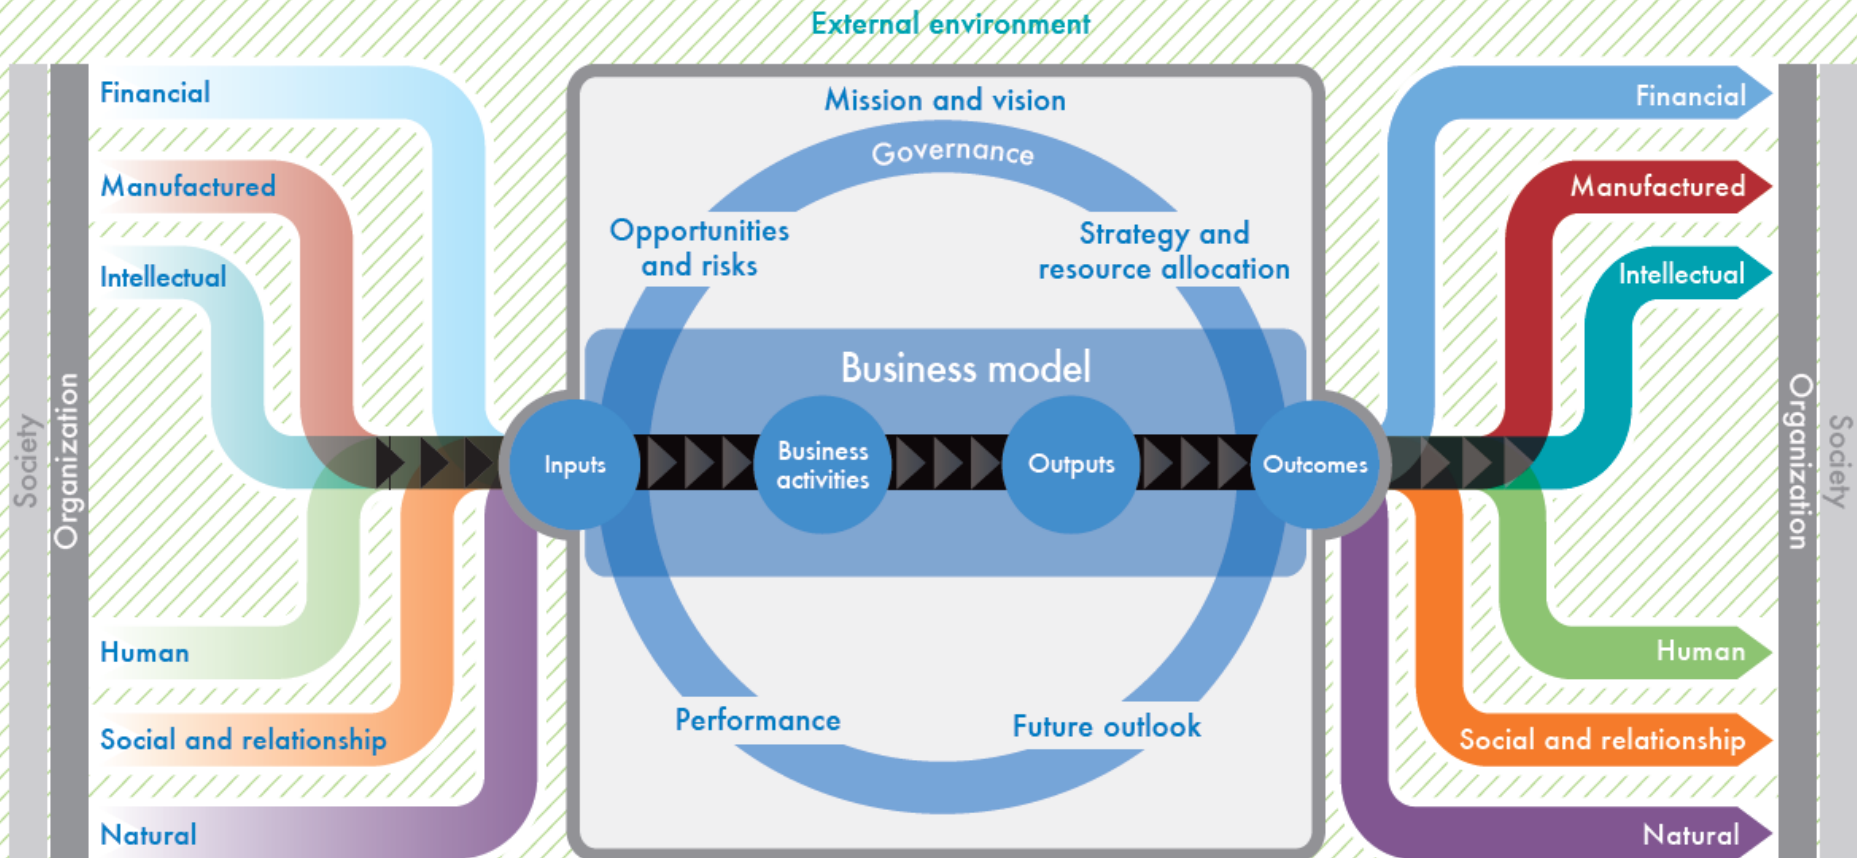 External environment
Society
Organization
Financial
Manufactured
Intellectual
Human
Social and relationship
Natural
Mission and vision
Governance
Opportunities
and risks
Strategy and
resource allocation
Business model
Inputs
Business
activities
Outputs
Outcomes
Performance
Future outlook
Financial
Manufactured
Intellectual
Human
Social and relationship
Natural
Organization
Society